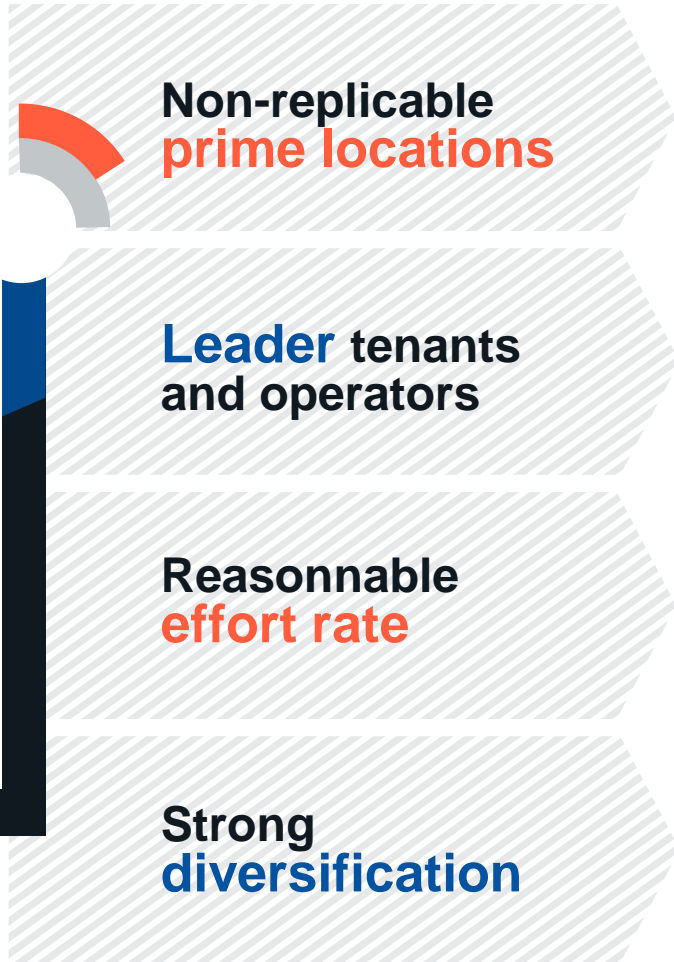 Non-replicable
prime locations
Leader tenants
and operators
Reasonnable
effort rate
Strong
diversification